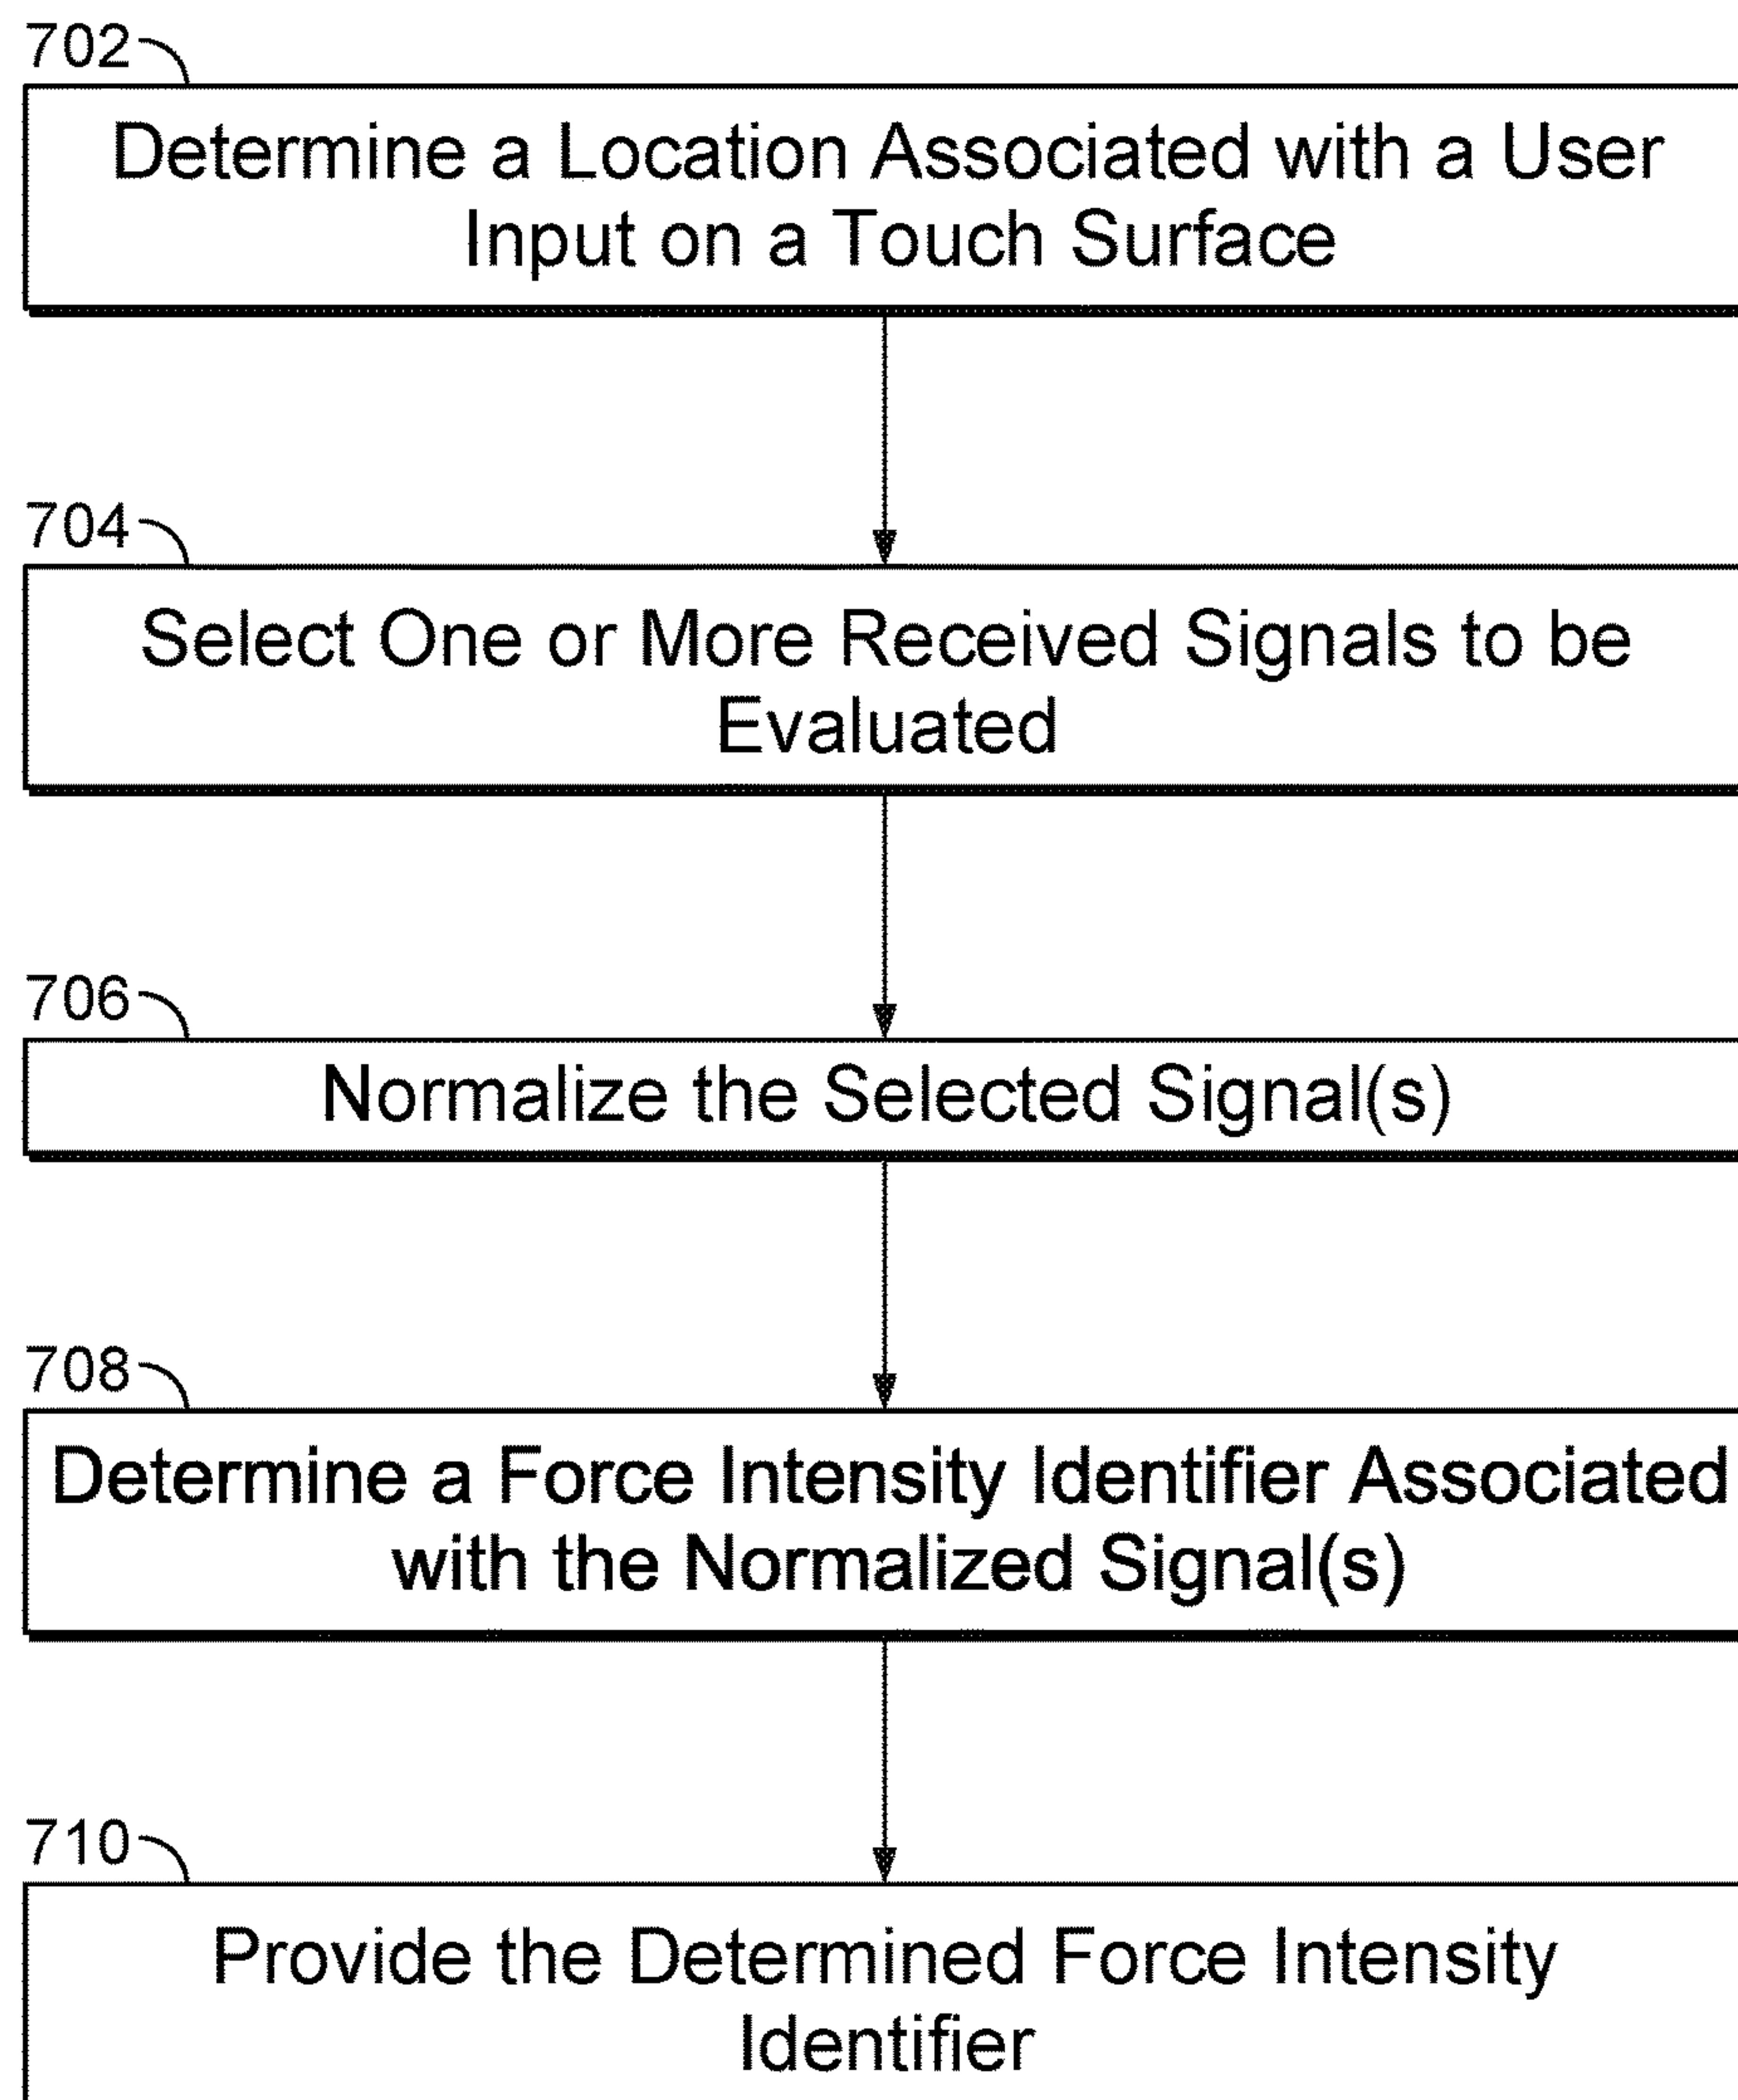 702
Determine a Location Associated with a User
Input on a Touch Surface
704
Select One or More Received Signals to be
Evaluated
706
Normalize the Selected Signal(s)
708
Determine a Force Intensity Identifier Associated
with the Normalized Signal(s)
710
Provide the Determined Force Intensity
Identifier